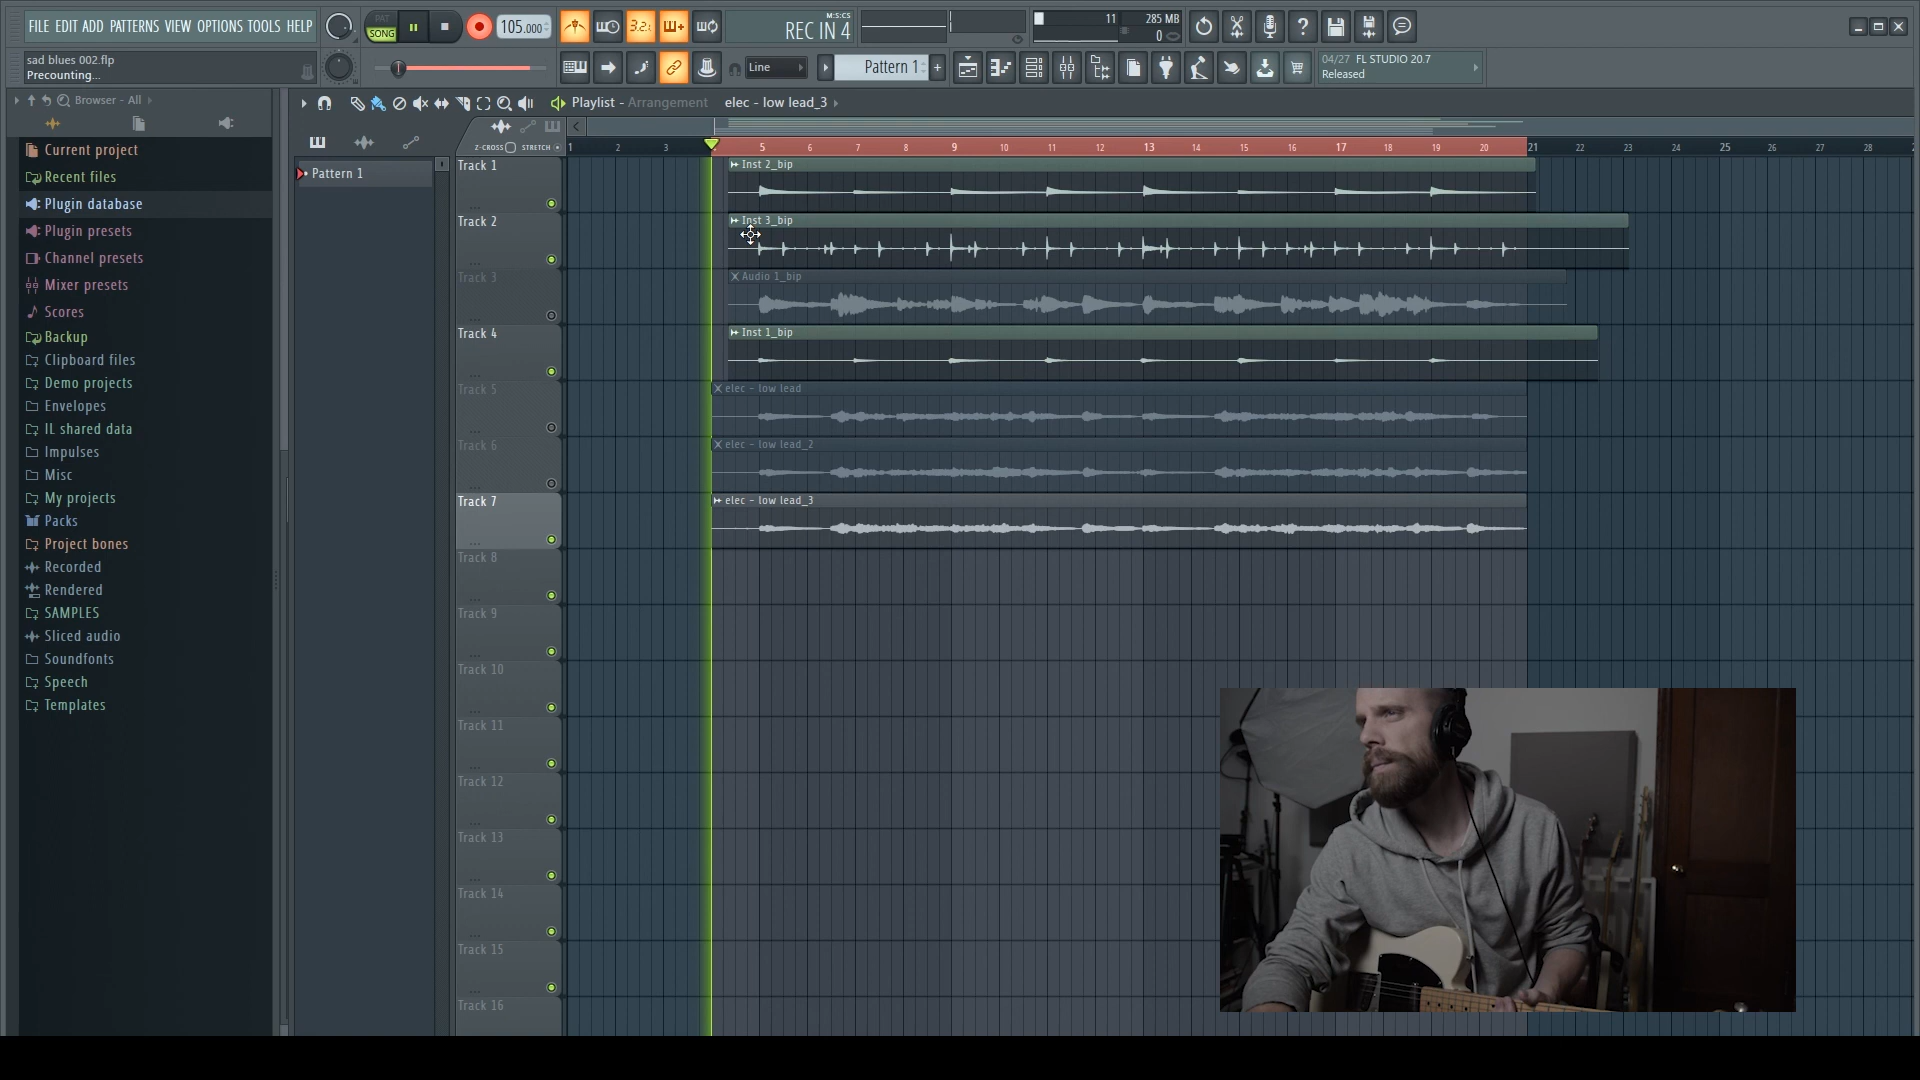 FILE EDIT ADD PATTERNS VIEW OPTIONS TOOLS HELP
PAT
SONG
105.000
3.2:
M:S:CS
REC IN 4
11
285 MB
0
sad blues 002.flp
Precounting...
Line
Pattern 1
04/27 FL STUDIO 20.7
Released
Browser - All
Playlist - Arrangement elec - low lead_3
Z-CROSS STRETCH
1 2 3 5 6 7 8 9 10 11 12 13 14 15 16 17 18 19 20 21 22 23 24 25 26 27 28
Current project
Recent files
Plugin database
Plugin presets
Channel presets
Mixer presets
Scores
Backup
Clipboard files
Demo projects
Envelopes
IL shared data
Impulses
Misc
My projects
Packs
Project bones
Recorded
Rendered
SAMPLES
Sliced audio
Soundfonts
Speech
Templates
Pattern 1
Track 1
Inst 2_bip
Track 2
Inst 3_bip
Track 3
Audio 1_bip
Track 4
Inst 1_bip
Track 5
elec - low lead
Track 6
elec - low lead_2
Track 7
elec - low lead_3
Track 8
Track 9
Track 10
Track 11
Track 12
Track 13
Track 14
Track 15
Track 16